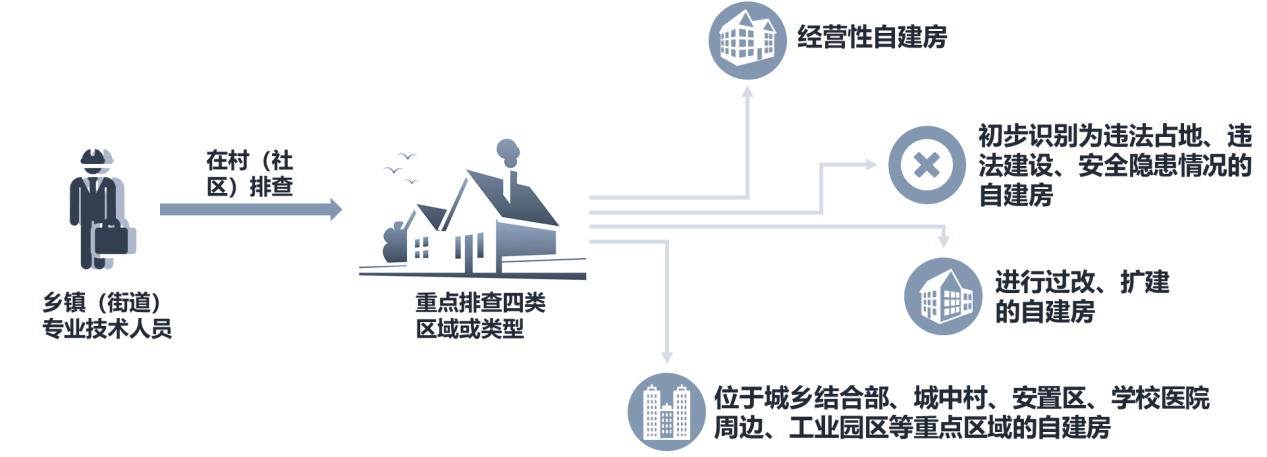 经营性自建房
初步识别为违法占地、违
法建设、安全隐患情况的
自建房
在村（社
区）排查
进行过改、扩建
的自建房
乡镇（街道）
专业技术人员
重点排查四类
区域或类型
位于城乡结合部、城中村、安置区、学校医院
周边、工业园区等重点区域的自建房